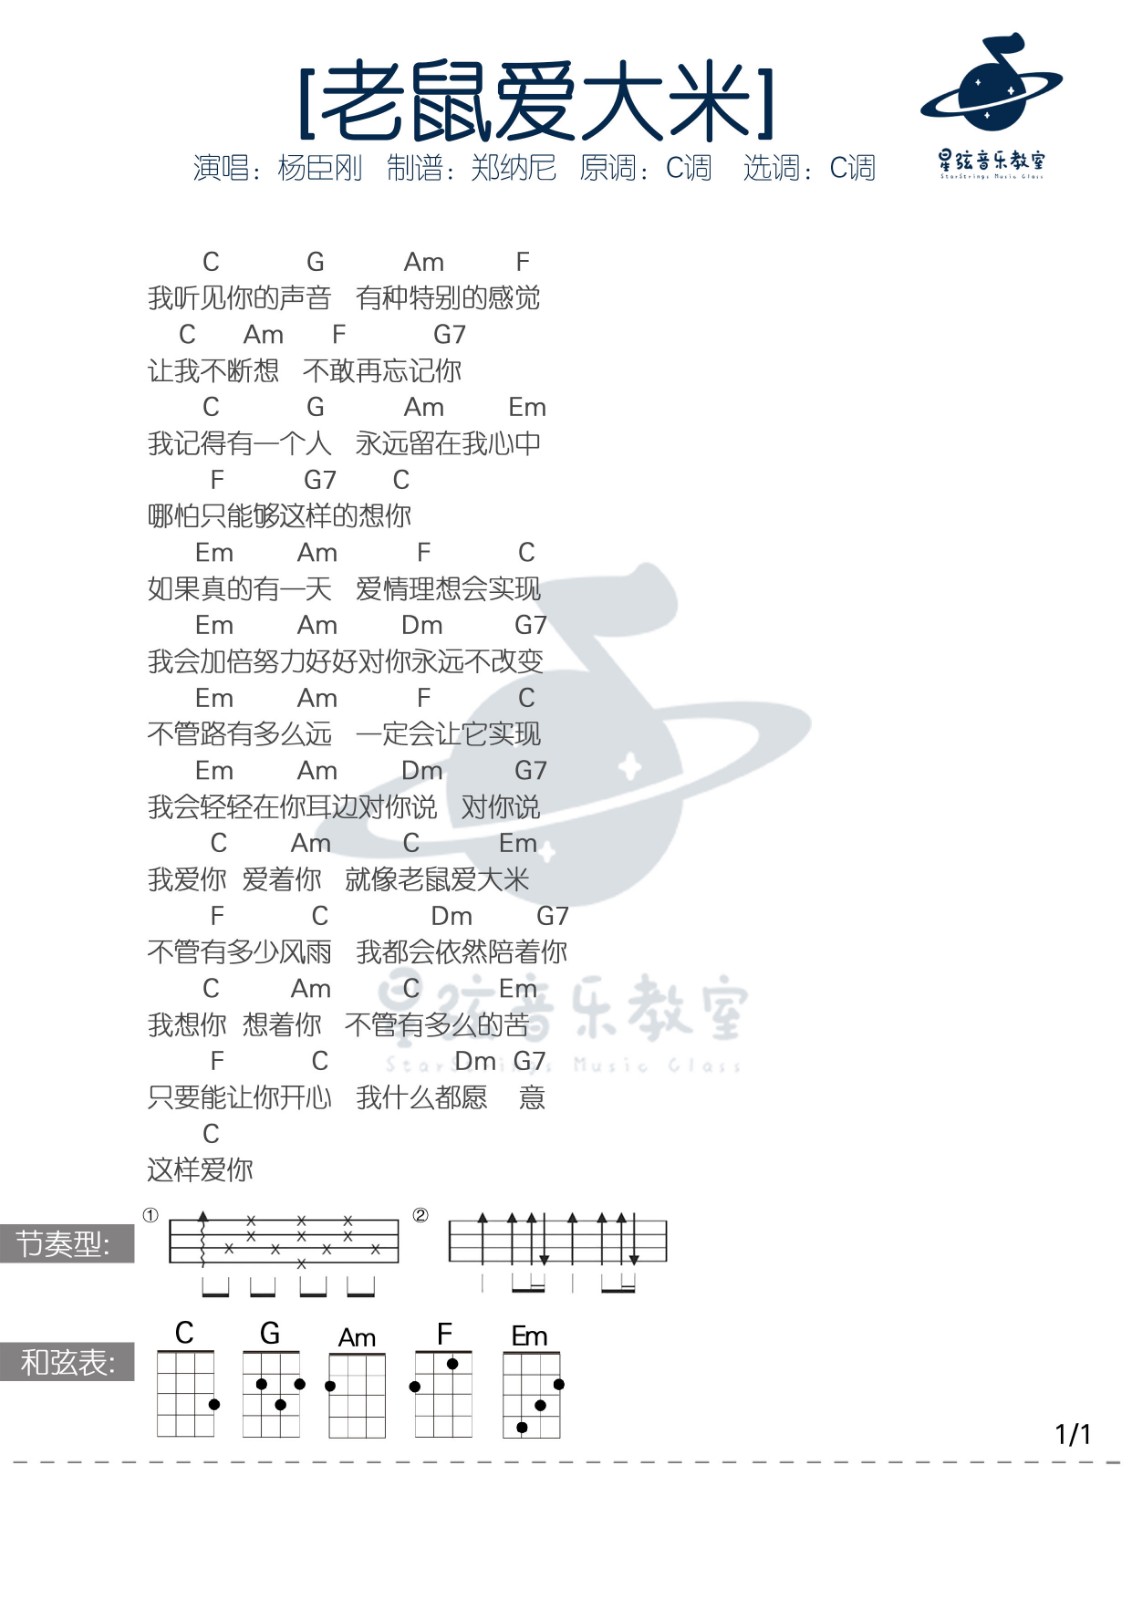 [老鼠爱大米]
演唱：杨臣刚 制谱：郑纳尼 原调：C调 选调：C调
星弦音乐教室
StarStrings Music Class
C G Am F
我听见你的声音 有种特别的感觉
C Am F G7
让我不断想 不敢再忘记你
C G Am Em
我记得有一个人 永远留在我心中
F G7 C
哪怕只能够这样的想你
Em Am F C
如果真的有一天 爱情理想会实现
Em Am Dm G7
我会加倍努力好好对你永远不改变
Em Am F C
不管路有多么远 一定会让它实现
Em Am Dm G7
我会轻轻在你耳边对你说 对你说
C Am C Em
我爱你 爱着你 就像老鼠爱大米
F C Dm G7
不管有多少风雨 我都会依然陪着你
C Am C Em
我想你 想着你 不管有多么的苦
F C Dm G7
只要能让你开心 我什么都愿 意
C
这样爱你
星弦音乐教室
StarStrings Music Class
节奏型: ① ②
和弦表: C G Am F Em
1/1